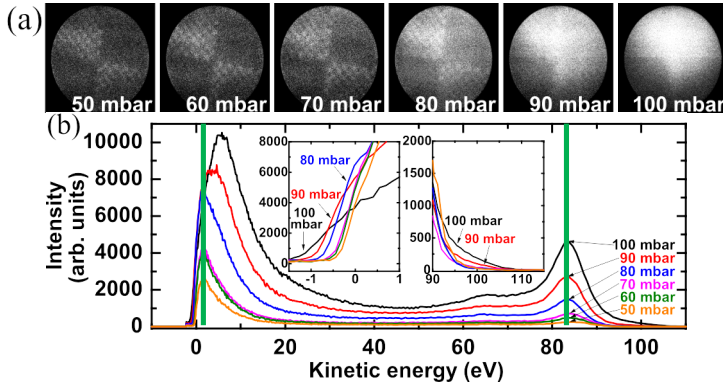 (a)
50 mbar 60 mbar 70 mbar 80 mbar 90 mbar 100 mbar
(b)
10000
8000
6000
4000
2000
0
Intensity
(arb. units)
8000
6000
4000
2000
0
80 mbar
90 mbar
100
mbar
-1 0 1
2000
1500
1000
500
0
100 mbar
90 mbar
90 100 110
100 mbar
90 mbar
80 mbar
70 mbar
60 mbar
50 mbar
0 20 40 60 80 100
Kinetic energy (eV)